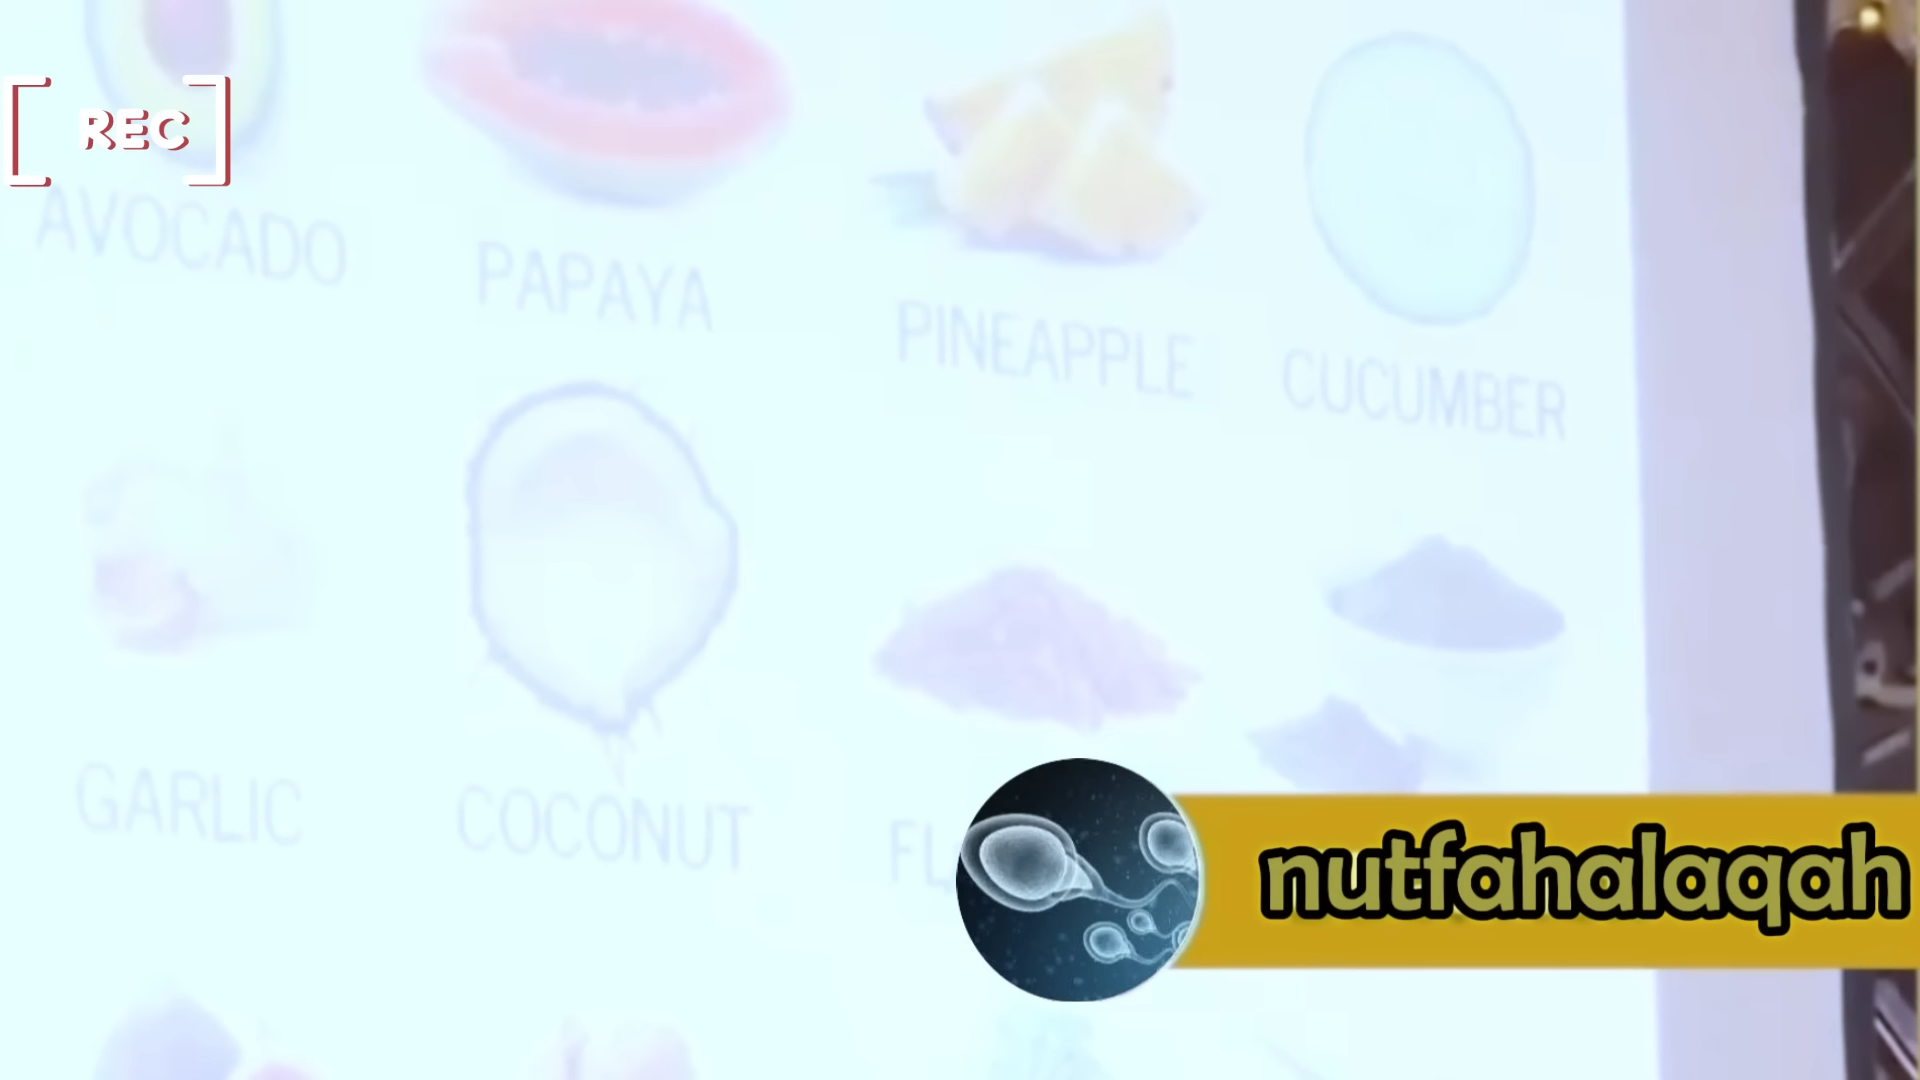 REC
AVOCADO
PAPAYA
PINEAPPLE
CUCUMBER
GARLIC
COCONUT
nutfahalaqah